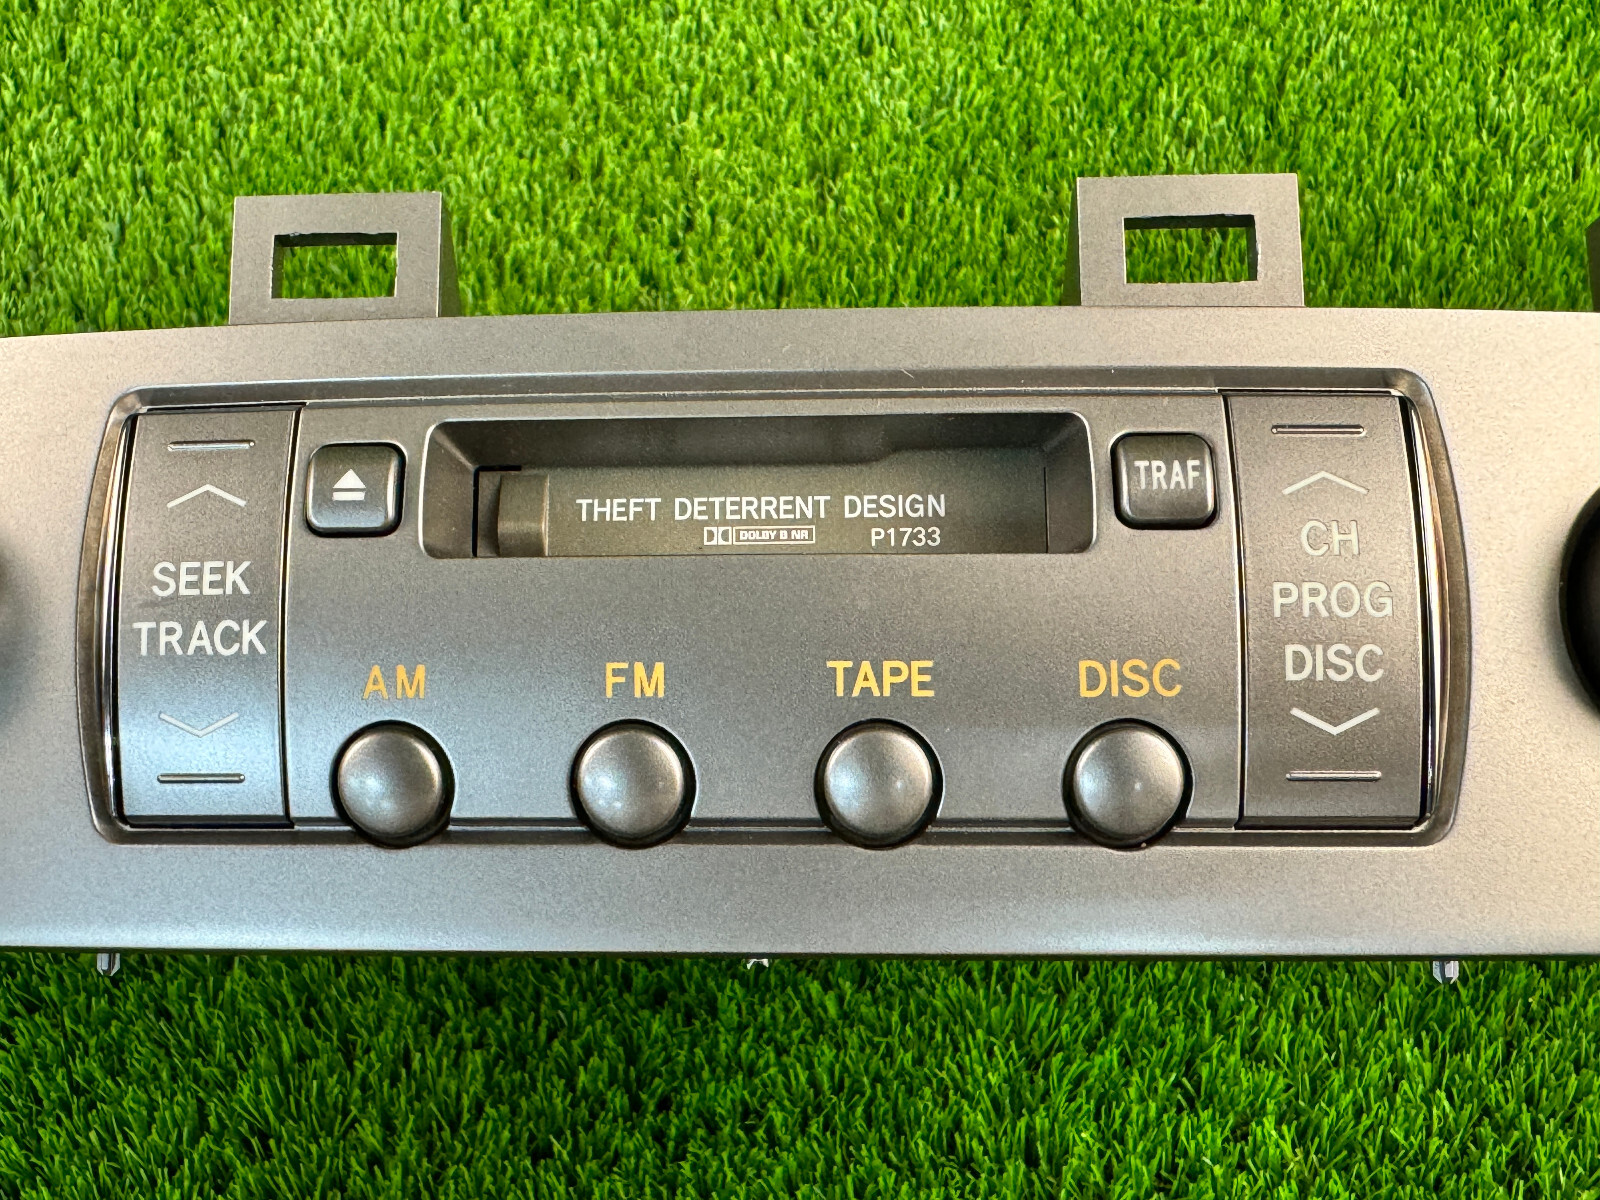 THEFT DETERRENT DESIGN
DOLBY B NR P1733
TRAF
SEEK
TRACK
CH
PROG
DISC
AM FM TAPE DISC